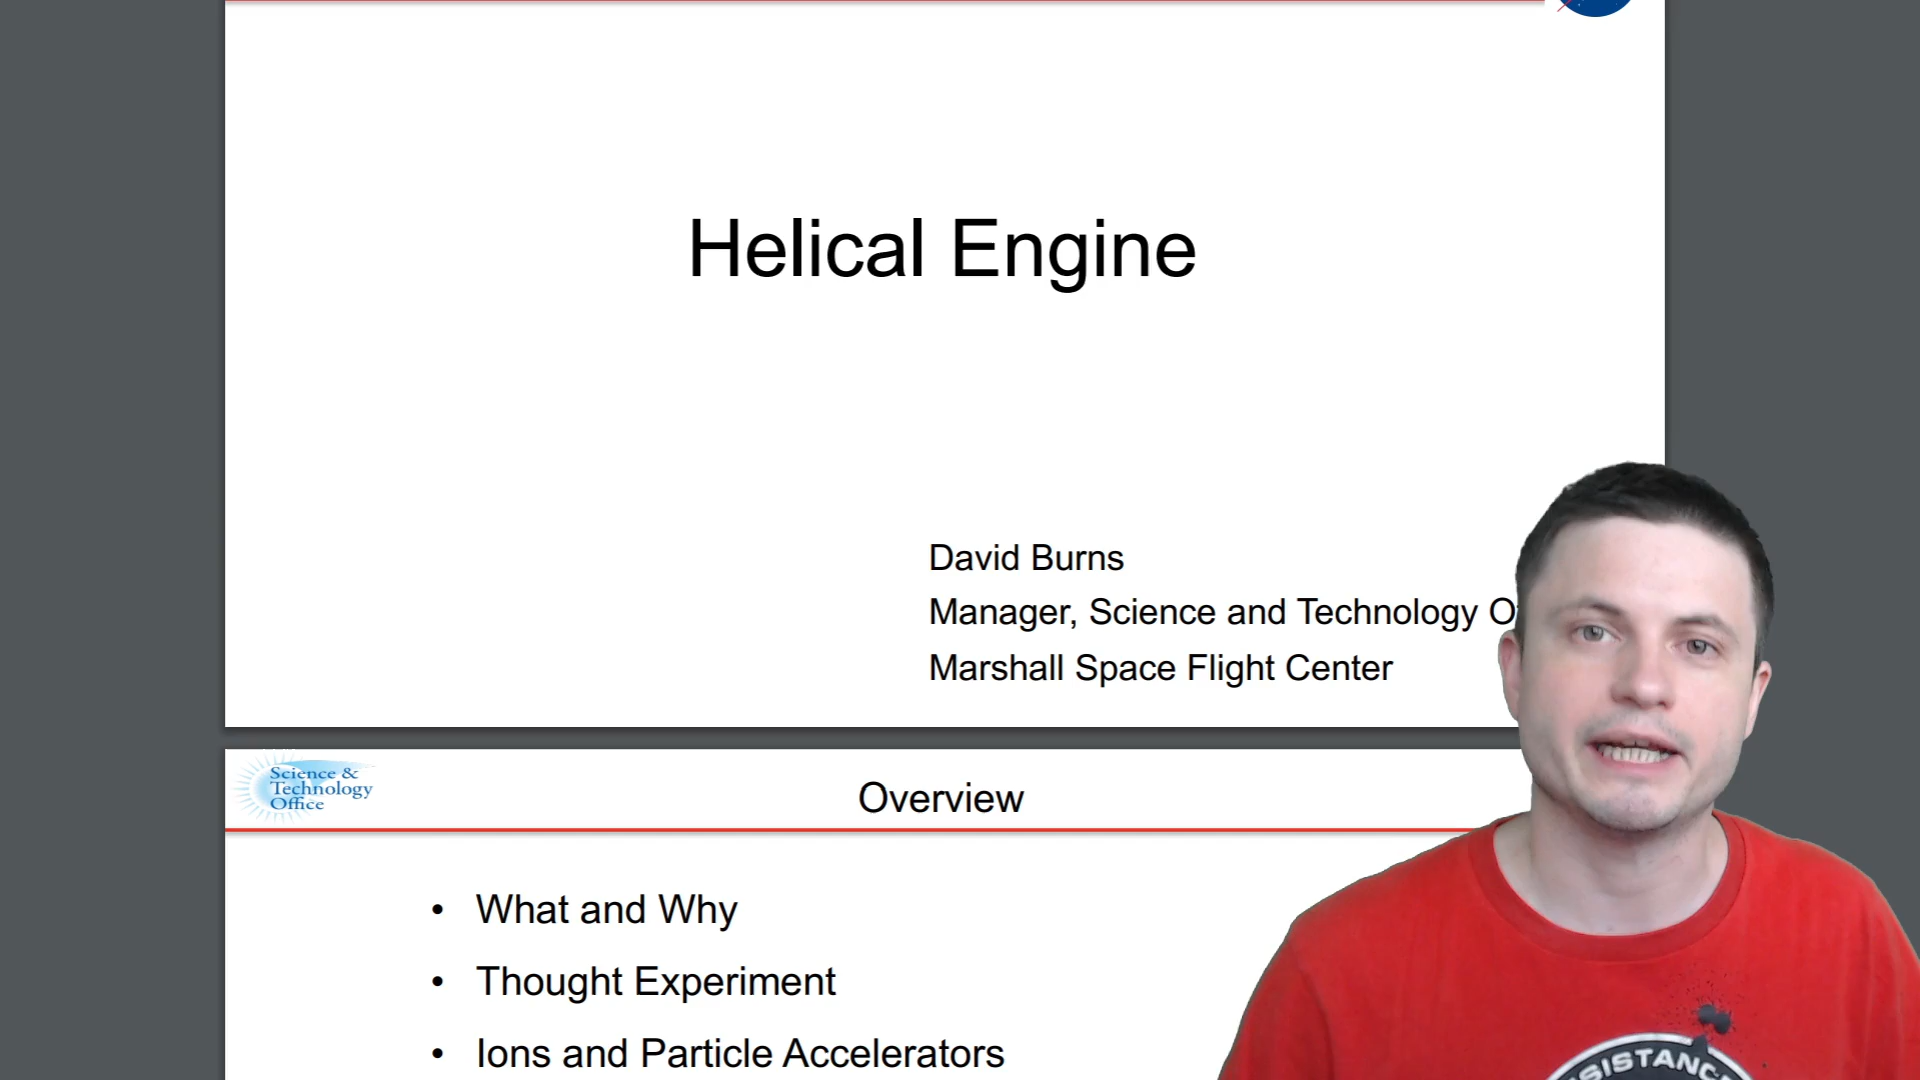 Helical Engine
David Burns
Manager, Science and Technology
Marshall Space Flight Center
Science &
Technology
Office
Overview
• What and Why
• Thought Experiment
• Ions and Particle Accelerators